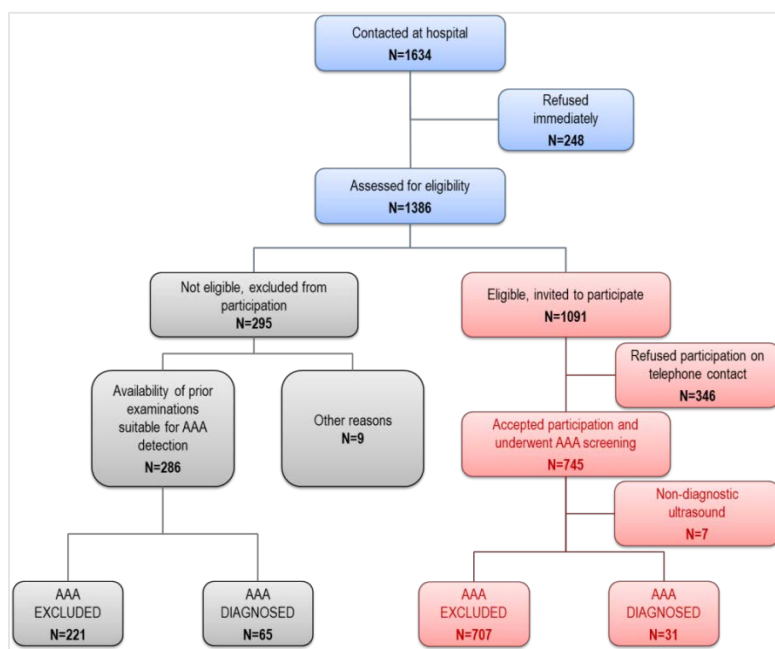 Contacted at hospital
N=1634
Refused
immediately
N=248
Assessed for eligibility
N=1386
Not eligible, excluded from
participation
N=295
Eligible, invited to participate
N=1091
Refused participation on
telephone contact
N=346
Availability of prior
examinations
suitable for AAA
detection
N=286
Other reasons
N=9
Accepted participation and
underwent AAA screening
N=745
Non-diagnostic
ultrasound
N=7
AAA
EXCLUDED
N=221
AAA
DIAGNOSED
N=65
AAA
EXCLUDED
N=707
AAA
DIAGNOSED
N=31